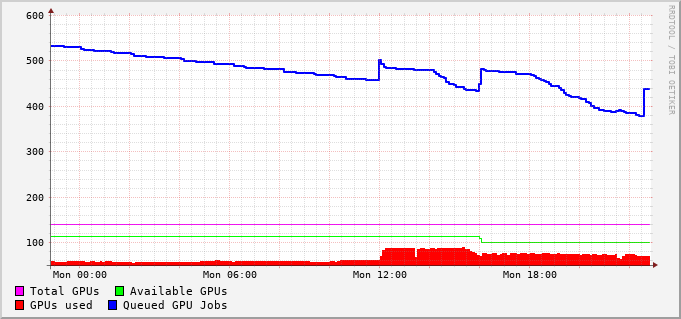 600
500
400
300
200
100
Mon 00:00 Mon 06:00 Mon 12:00 Mon 18:00
Total GPUs Available GPUs
GPUs used Queued GPU Jobs
RRDTOOL / TOBI OETIKER